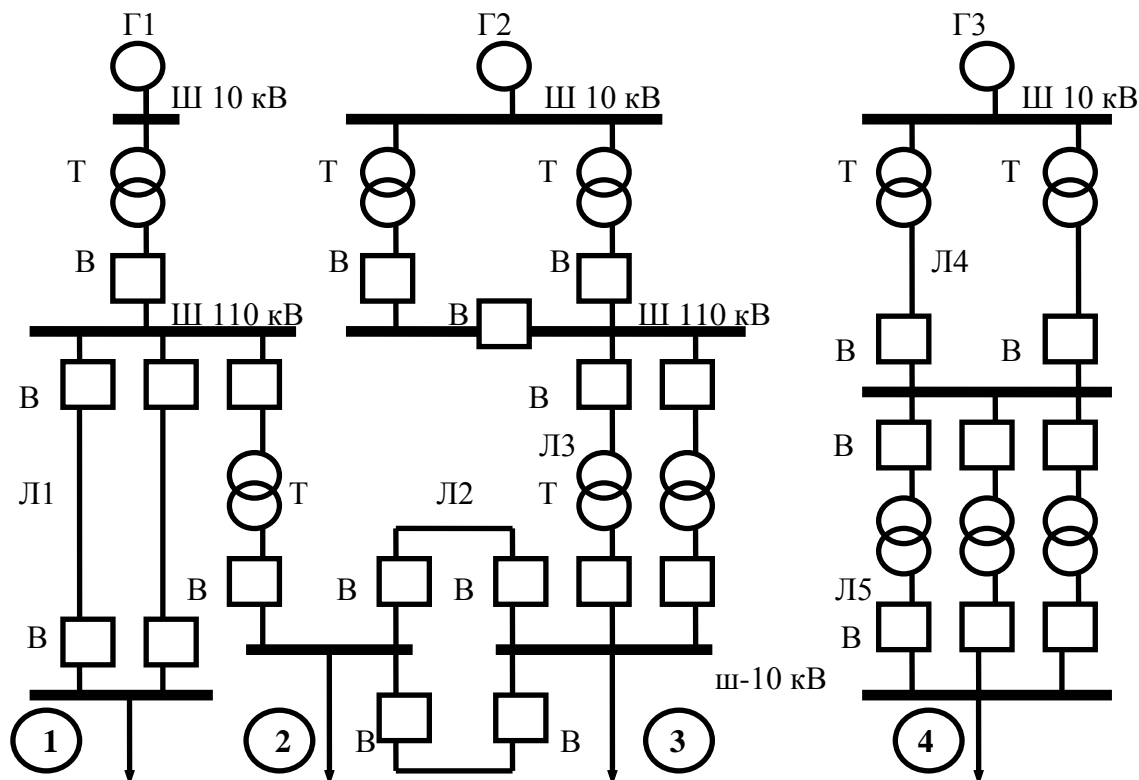 Г1 Г2 Г3
Ш 10 кВ Ш 10 кВ Ш 10 кВ
Т Т Т Т Т
В В В Л4
Ш 110 кВ В Ш 110 кВ
В В В В
В
Л3
Л1 Т Л2 Т
В В В Л5
В В
ш-10 кВ
1 2 В В 3 4